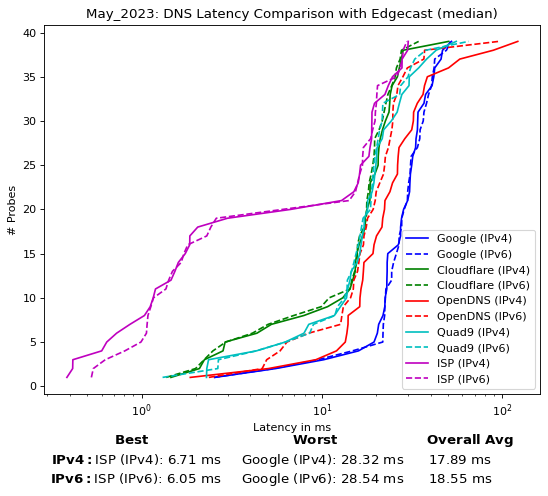 May_2023: DNS Latency Comparison with Edgecast (median)
40
35
30
25
20
15
10
5
0
# Probes
Google (IPv4)
Google (IPv6)
Cloudflare (IPv4)
Cloudflare (IPv6)
OpenDNS (IPv4)
OpenDNS (IPv6)
Quad9 (IPv4)
Quad9 (IPv6)
ISP (IPv4)
ISP (IPv6)
10⁰ 10¹ 10²
Latency in ms
Best Worst Overall Avg
IPv4: ISP (IPv4): 6.71 ms Google (IPv4): 28.32 ms 17.89 ms
IPv6: ISP (IPv6): 6.05 ms Google (IPv6): 28.54 ms 18.55 ms